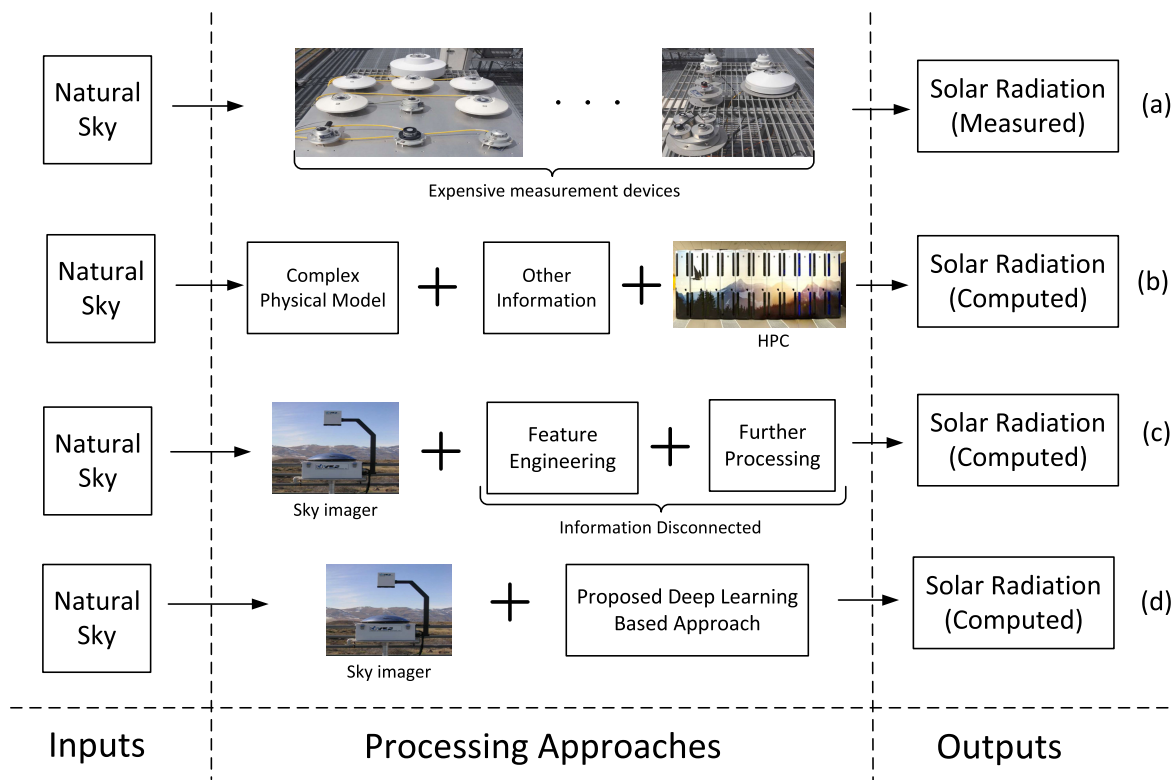 Natural
Sky
. . .
Expensive measurement devices
Solar Radiation
(Measured)
(a)
Natural
Sky
Complex
Physical Model
+
Other
Information
+
HPC
Solar Radiation
(Computed)
(b)
Natural
Sky
Sky imager
+
Feature
Engineering
+
Further
Processing
Information Disconnected
Solar Radiation
(Computed)
(c)
Natural
Sky
Sky imager
+
Proposed Deep Learning
Based Approach
Solar Radiation
(Computed)
(d)
Inputs
Processing Approaches
Outputs